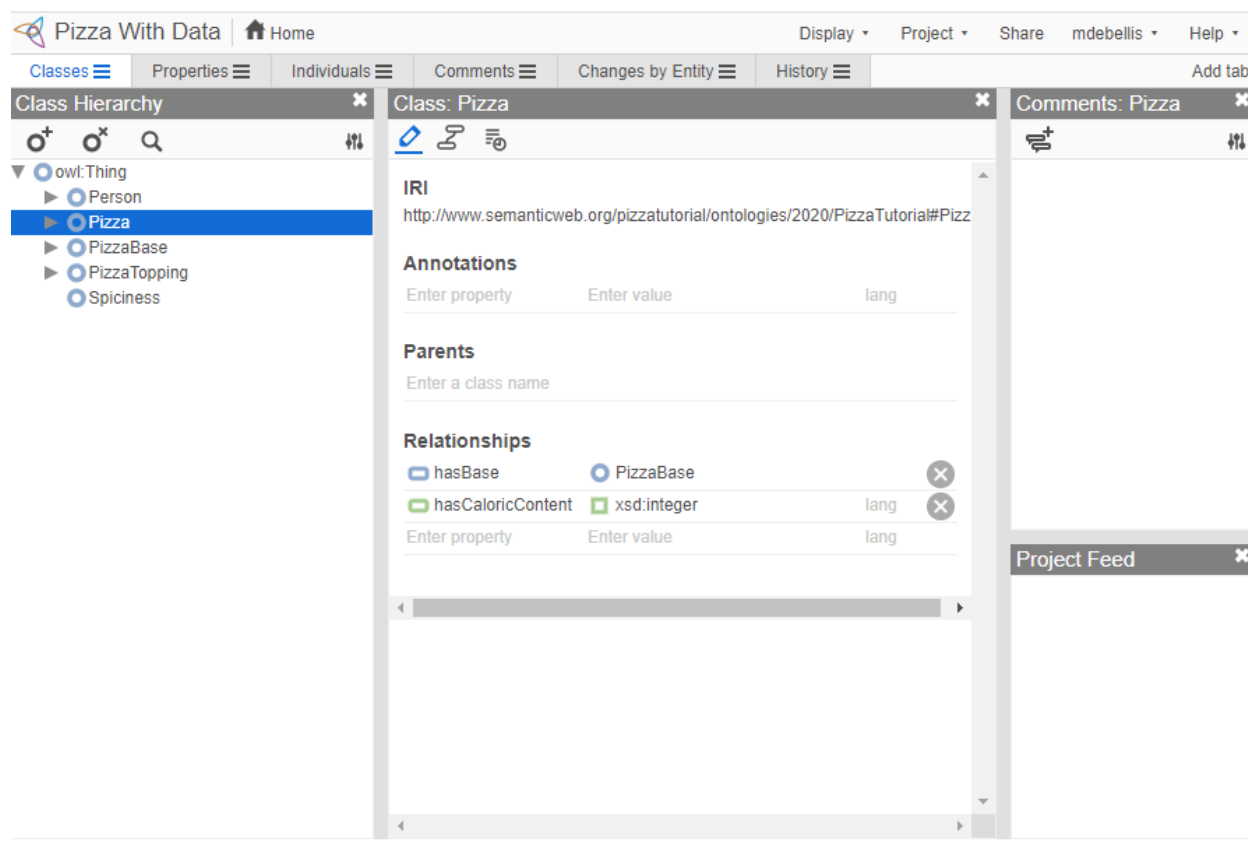 Pizza With Data Home Display Project Share mdebellis Help
Classes Properties Individuals Comments Changes by Entity History Add tab
Class Hierarchy
owl:Thing
Person
Pizza
PizzaBase
PizzaTopping
Spiciness
Class: Pizza
IRI
http://www.semanticweb.org/pizzatutorial/ontologies/2020/PizzaTutorial#Pizz
Annotations
Enter property Enter value lang
Parents
Enter a class name
Relationships
hasBase PizzaBase
hasCaloricContent xsd:integer lang
Enter property Enter value lang
Comments: Pizza
Project Feed